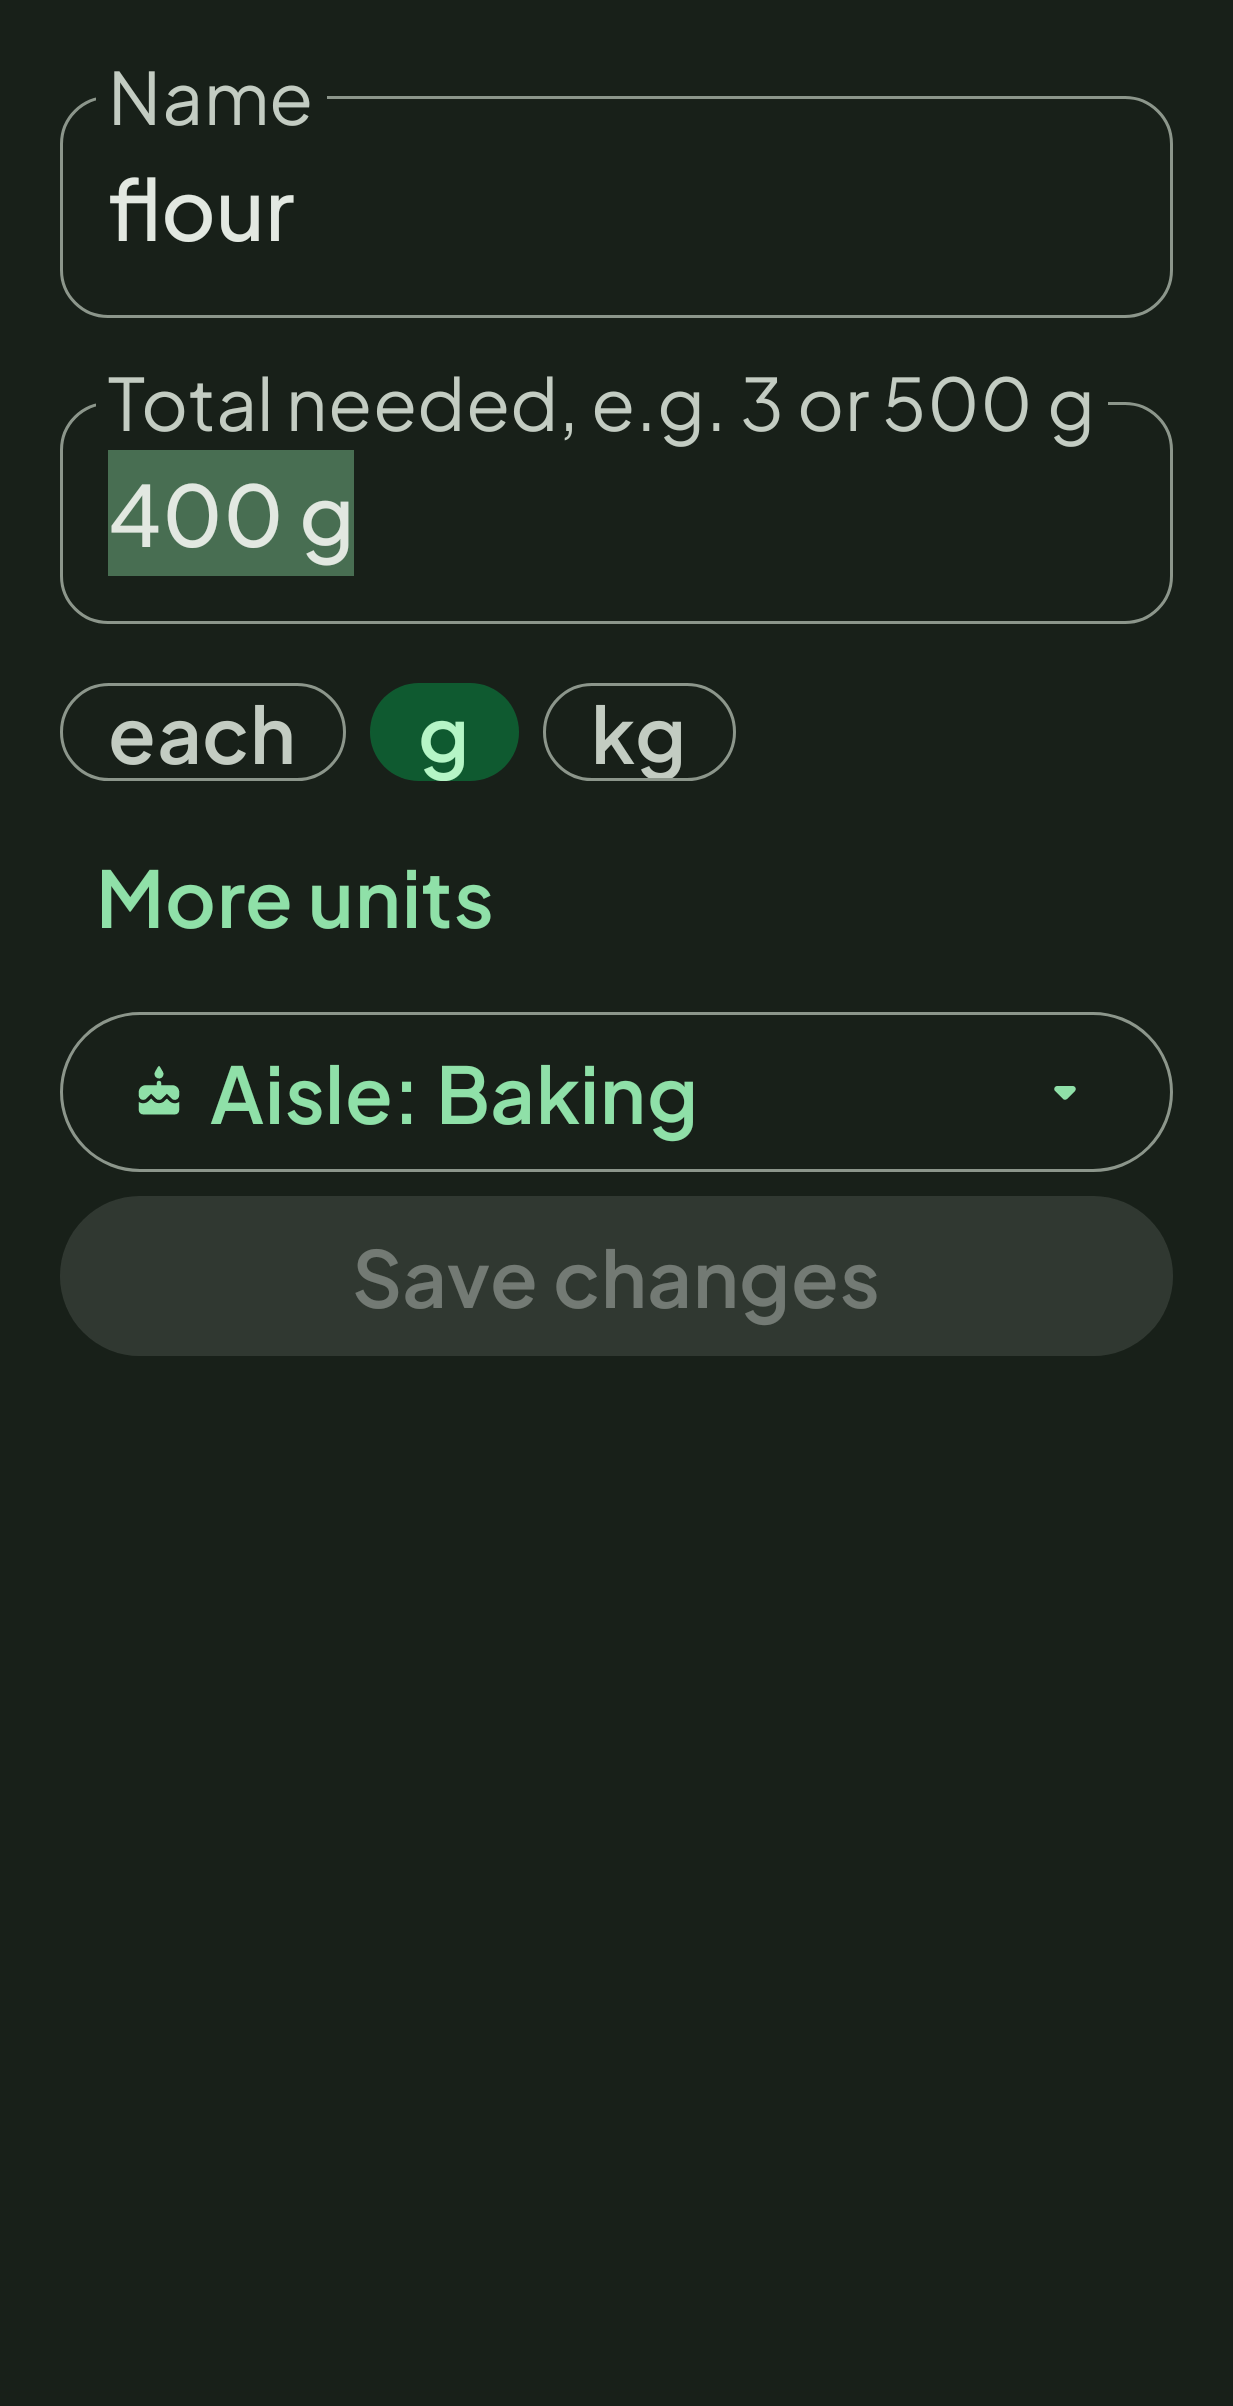 Name
flour
Total needed, e.g. 3 or 500 g
400 g
each g kg
More units
Aisle: Baking
Save changes